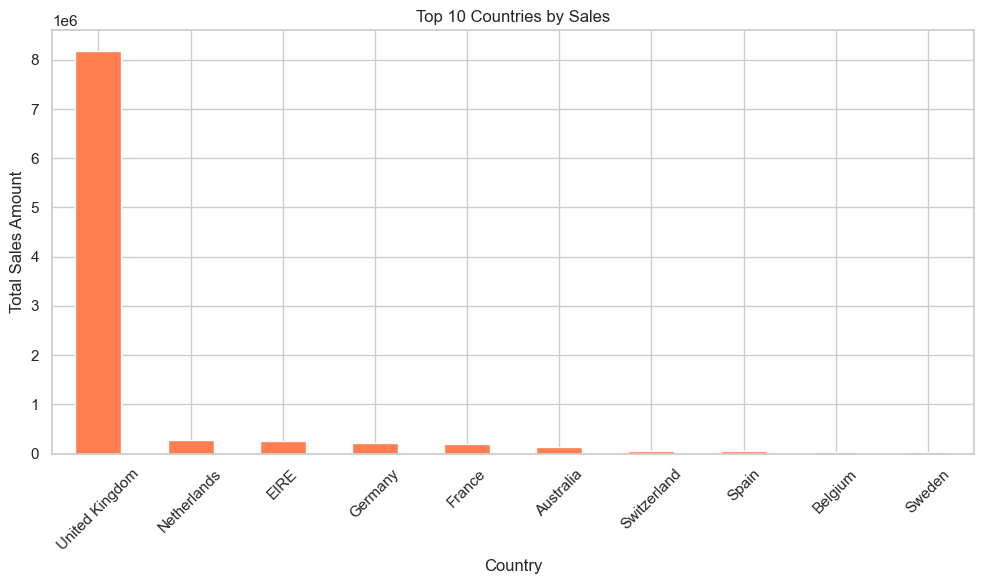 Top 10 Countries by Sales
1e6
8
7
6
5
4
3
2
1
0
Total Sales Amount
United Kingdom
Netherlands
EIRE
Germany
France
Australia
Switzerland
Spain
Belgium
Sweden
Country